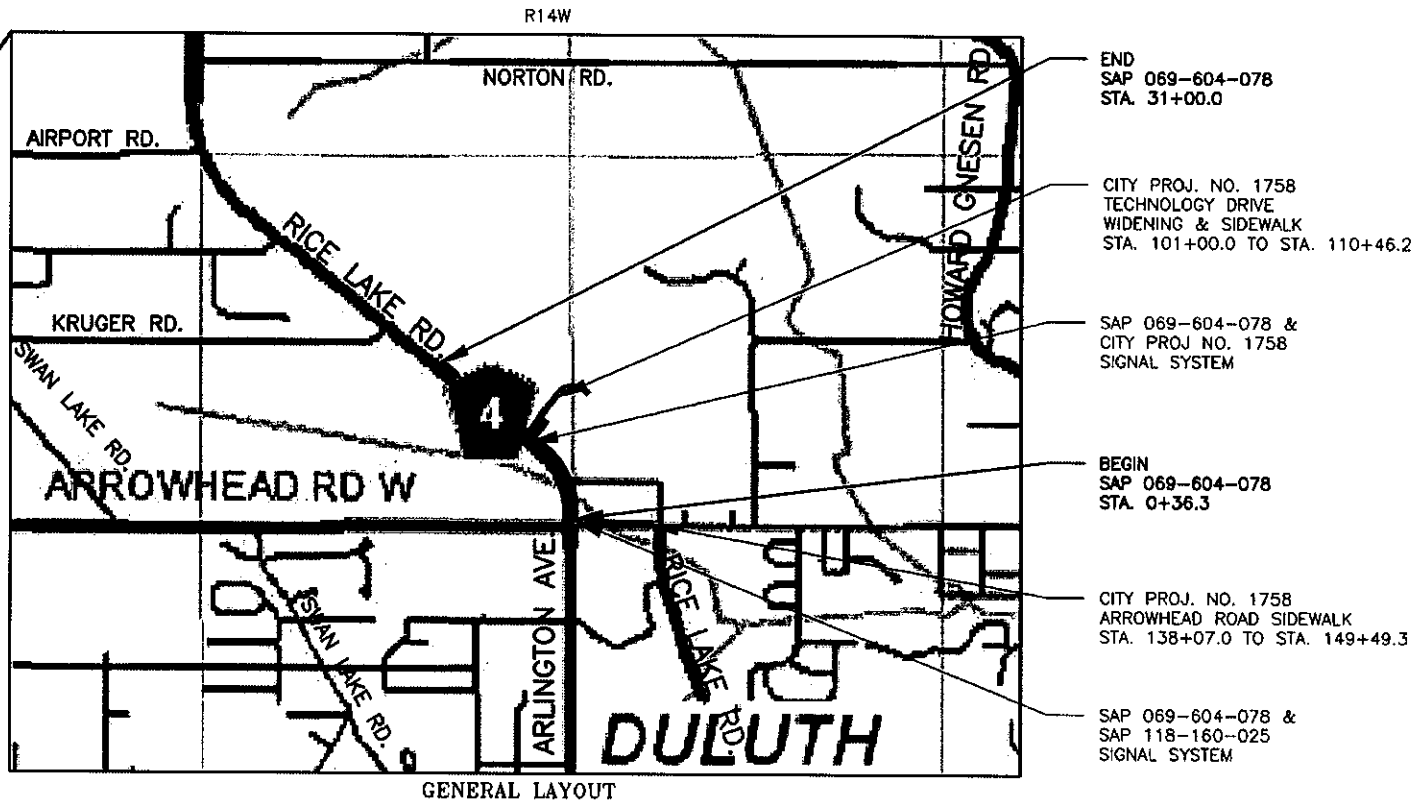 R14W
NORTON RD.
AIRPORT RD.
HOWARD GNESEN RD
RICE LAKE RD.
KRUGER RD.
SWAN LAKE RD.
4
ARROWHEAD RD W
ARLINGTON AVE.
RICE LAKE RD.
SWAN LAKE RD.
DULUTH
END
SAP 069-604-078
STA. 31+00.0
CITY PROJ. NO. 1758
TECHNOLOGY DRIVE
WIDENING & SIDEWALK
STA. 101+00.0 TO STA. 110+46.2
SAP 069-604-078 &
CITY PROJ NO. 1758
SIGNAL SYSTEM
BEGIN
SAP 069-604-078
STA. 0+36.3
CITY PROJ. NO. 1758
ARROWHEAD ROAD SIDEWALK
STA. 138+07.0 TO STA. 149+49.3
SAP 069-604-078 &
SAP 118-160-025
SIGNAL SYSTEM
GENERAL LAYOUT